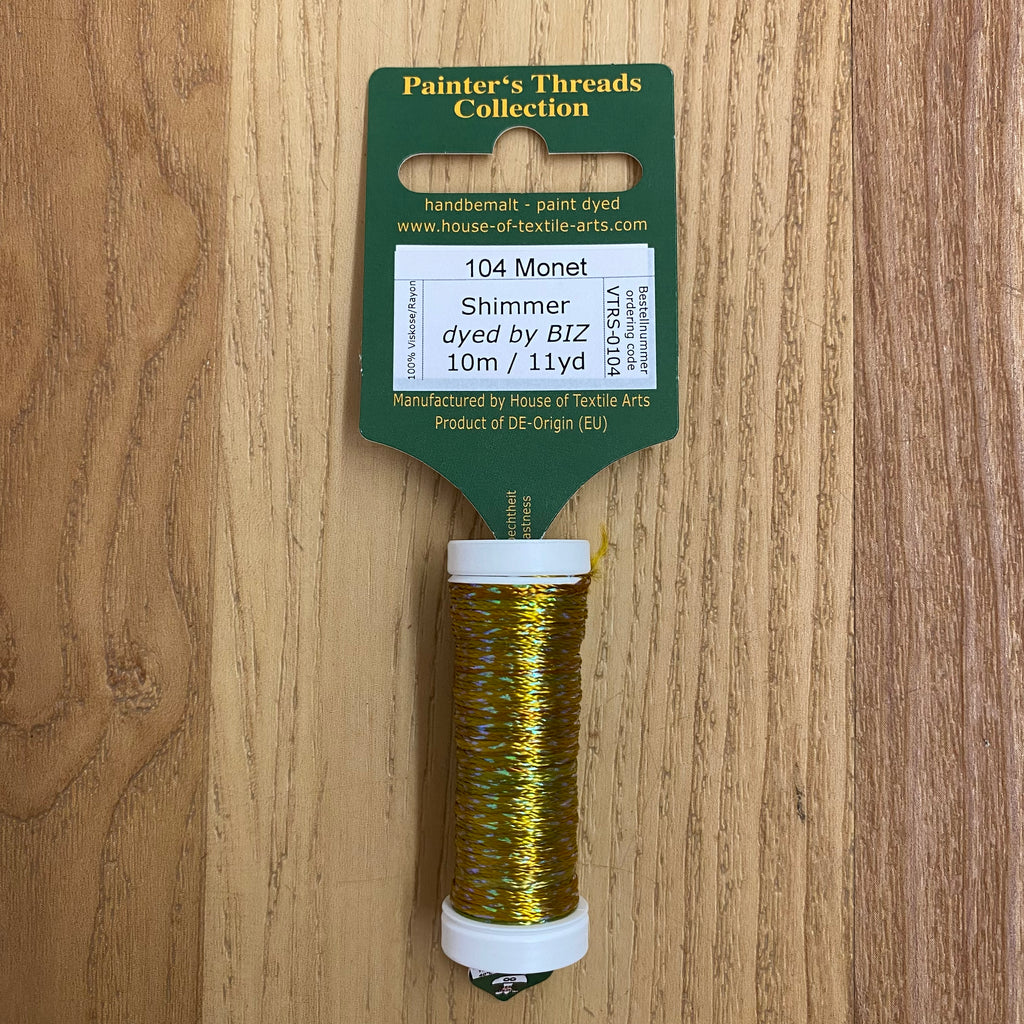 Painter‘s Threads
Collection
handbemalt - paint dyed
www.house-of-textile-arts.com
104 Monet
100% Viskose/Rayon
Shimmer
dyed by BIZ
10m / 11yd
Bestellnummer
ordering code
VTRS-0104
Manufactured by House of Textile Arts
Product of DE-Origin (EU)